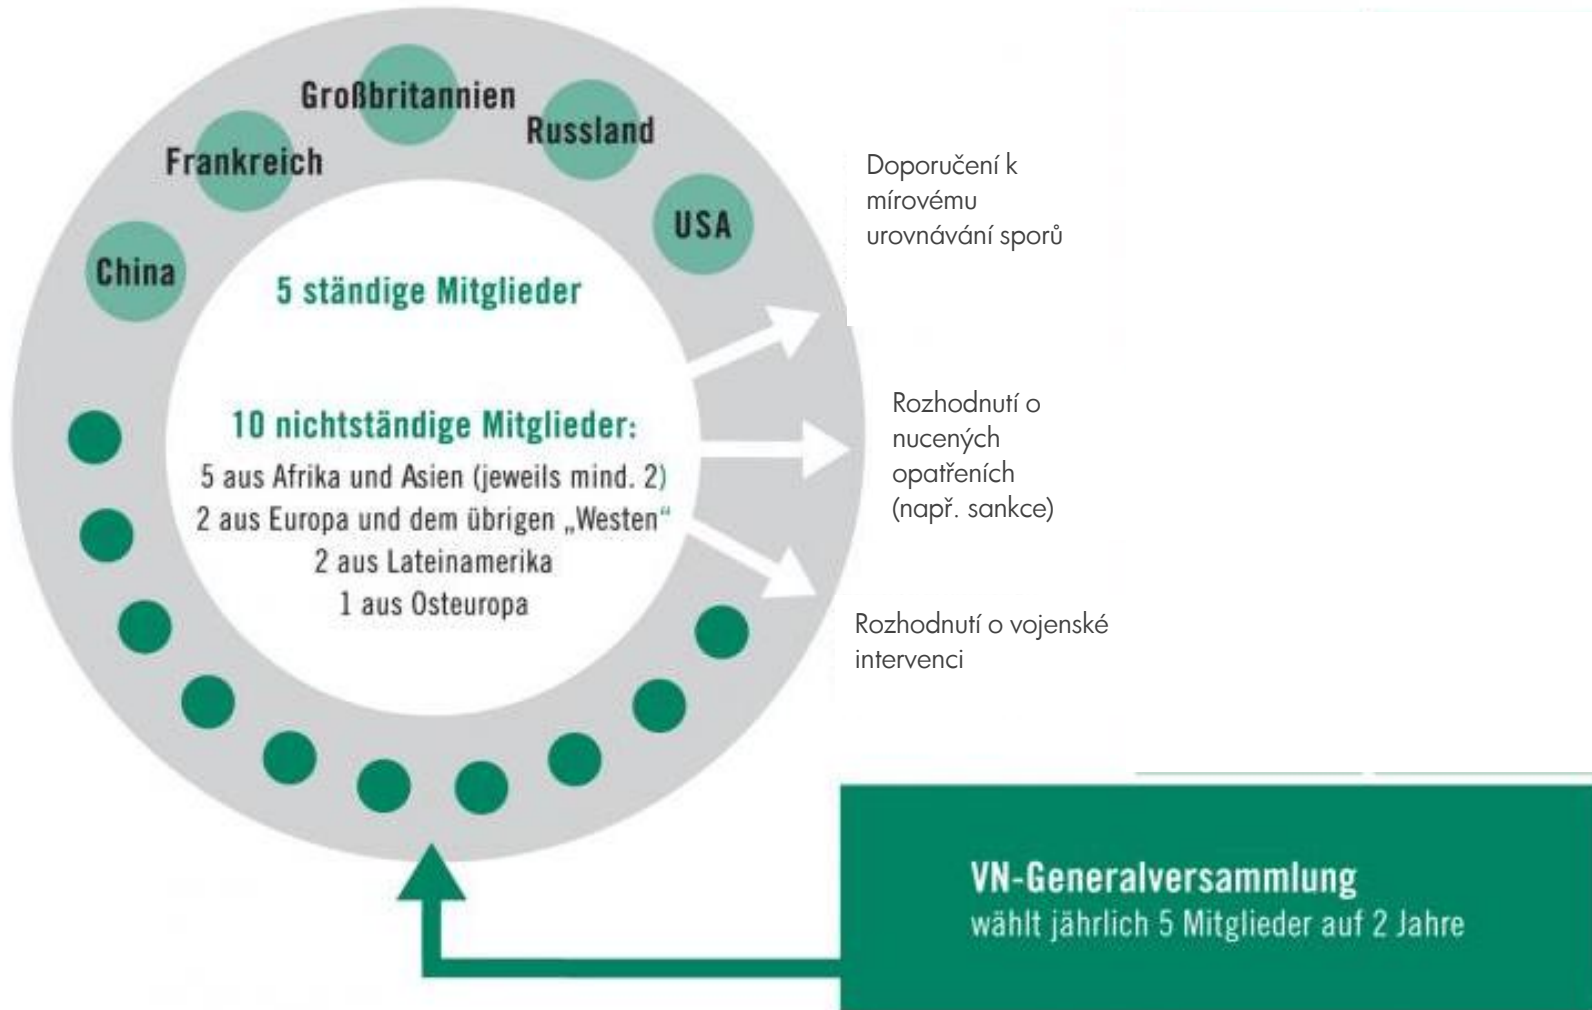 Großbritannien
Russland
Frankreich
USA
China
5 ständige Mitglieder
10 nichtständige Mitglieder:
5 aus Afrika und Asien (jeweils mind. 2)
2 aus Europa und dem übrigen „Westen“
2 aus Lateinamerika
1 aus Osteuropa
Doporučení k
mírovému
urovnávání sporů
Rozhodnutí o
nucených
opatřeních
(např. sankce)
Rozhodnutí o vojenské
intervenci
VN-Generalversammlung
wählt jährlich 5 Mitglieder auf 2 Jahre